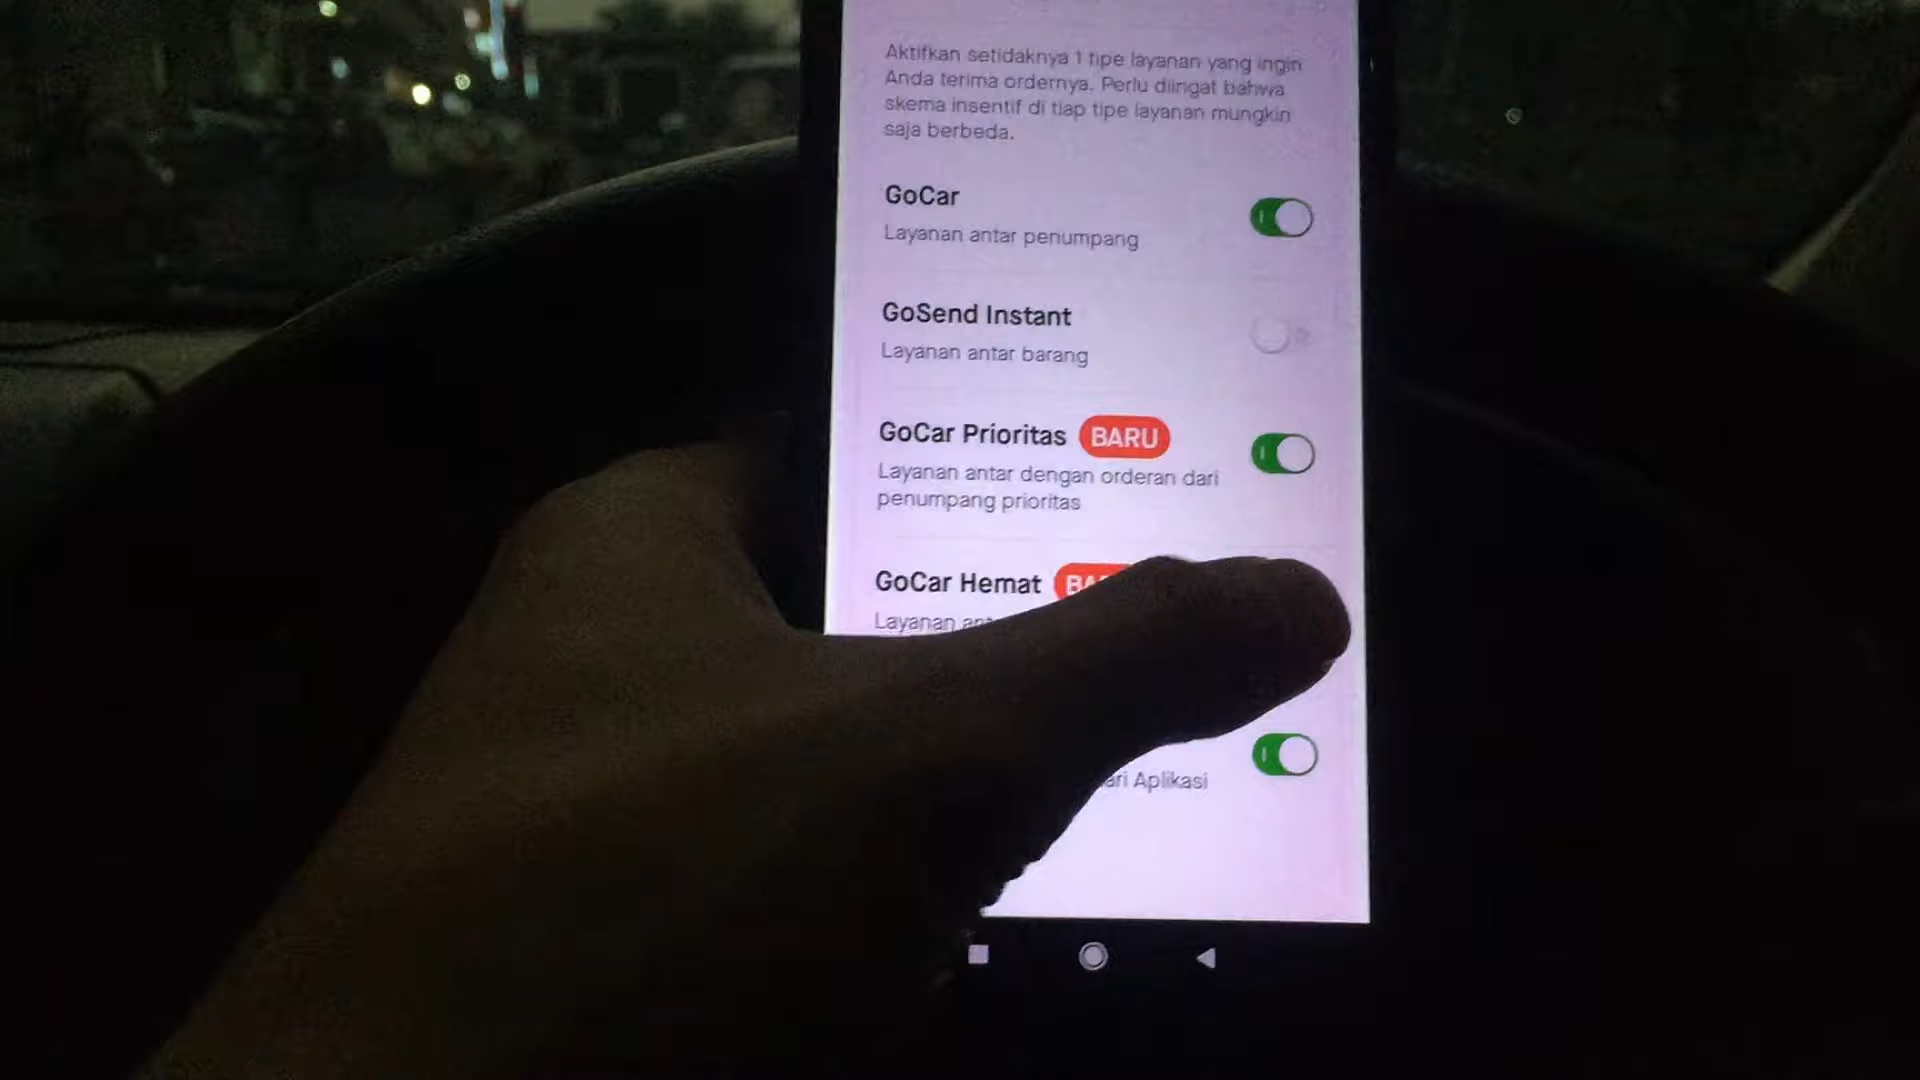 Aktifkan setidaknya 1 tipe layanan yang ingin
Anda terima ordernya. Perlu diingat bahwa
skema insentif di tiap tipe layanan mungkin
saja berbeda.
GoCar
Layanan antar penumpang
GoSend Instant
Layanan antar barang
GoCar Prioritas BARU
Layanan antar dengan orderan dari
penumpang prioritas
GoCar Hemat
Layanan
Aplikasi